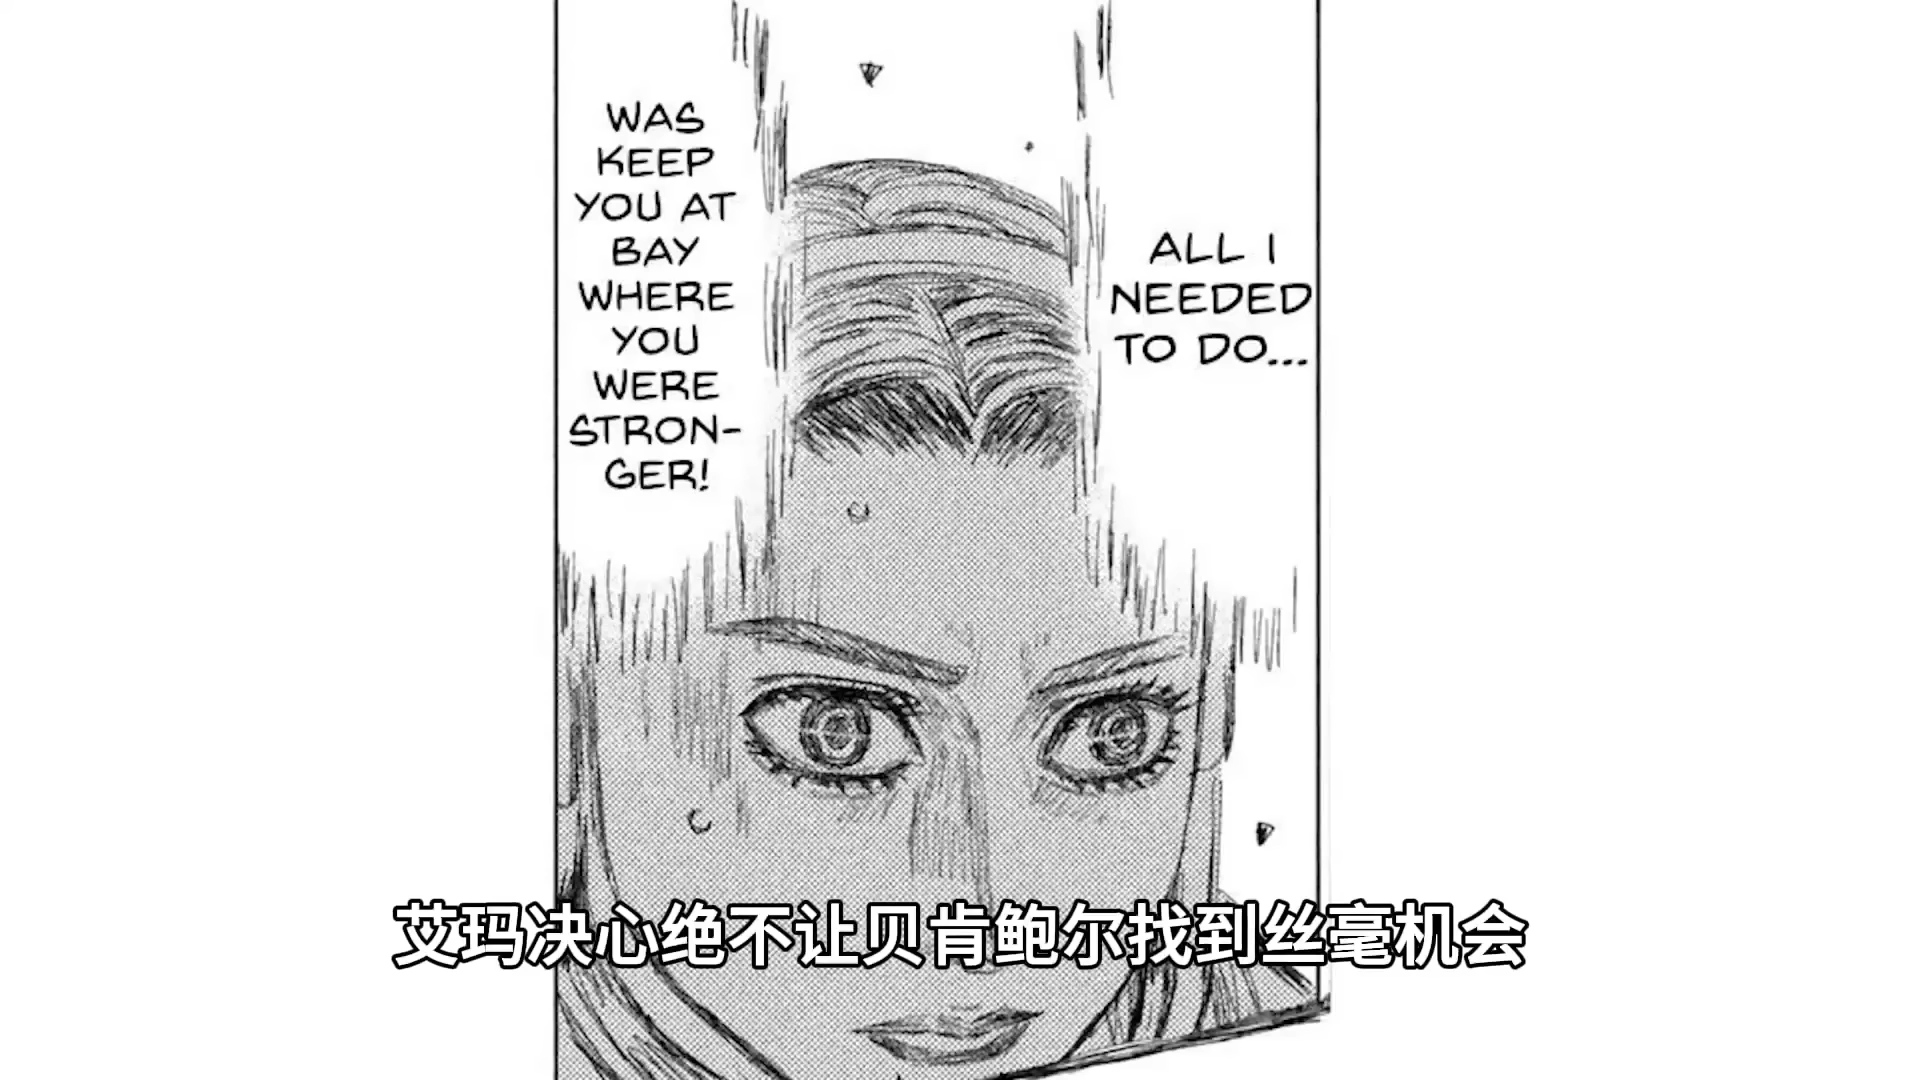 ALL I
NEEDED
TO DO...
WAS
KEEP
YOU AT
BAY
WHERE
YOU
WERE
STRON-
GER!
艾玛决心绝不让贝肯鲍尔找到丝毫机会